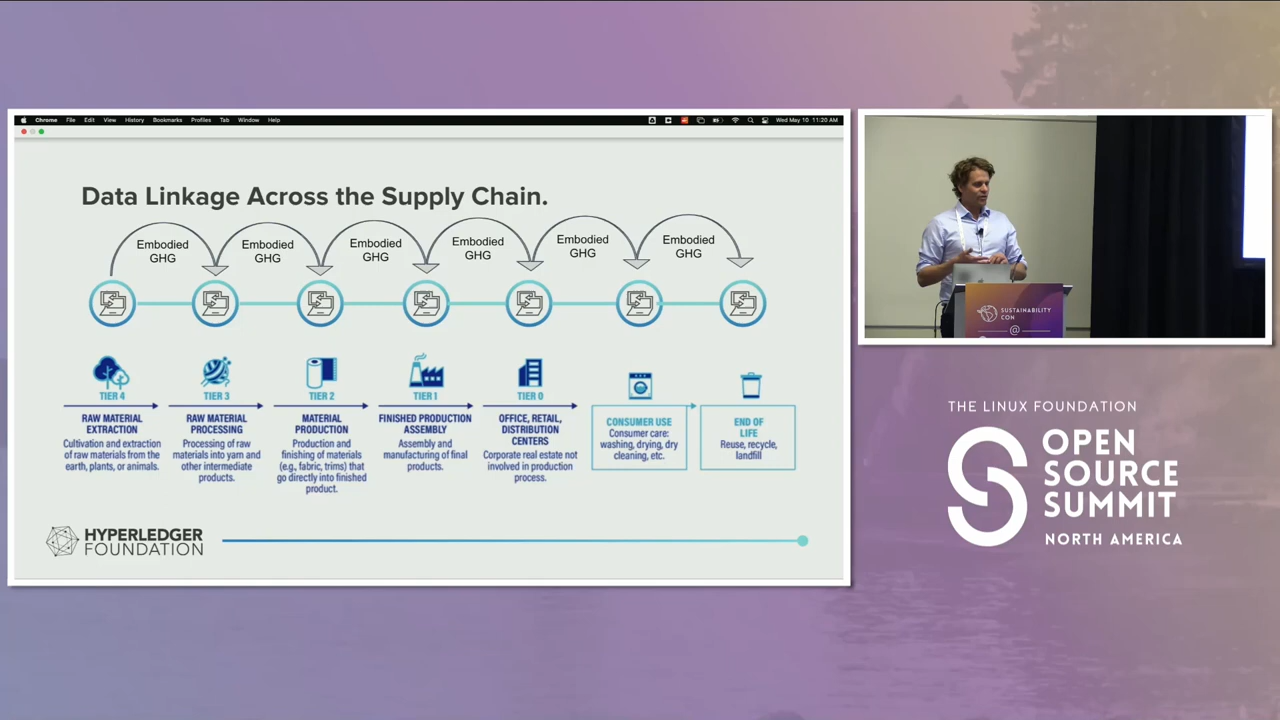 Chrome File Edit View History Bookmarks Profiles Tab Window Help
Wed May 10 11:20 AM
Data Linkage Across the Supply Chain.
Embodied GHG
Embodied GHG
Embodied GHG
Embodied GHG
Embodied GHG
Embodied GHG
TIER 4
RAW MATERIAL
EXTRACTION
Cultivation and extraction
of raw materials from the
earth, plants, or animals.
TIER 3
RAW MATERIAL
PROCESSING
Processing of raw
materials into yarn and
other intermediate
products.
TIER 2
MATERIAL
PRODUCTION
Production and
finishing of materials
(e.g., fabric, trims) that
go directly into finished
product.
TIER 1
FINISHED PRODUCTION
ASSEMBLY
Assembly and
manufacturing of final
products.
TIER 0
OFFICE, RETAIL,
DISTRIBUTION
CENTERS
Corporate real estate not
involved in production
process.
CONSUMER USE
Consumer care:
washing, drying, dry
cleaning, etc.
END OF
LIFE
Reuse, recycle,
landfill
HYPERLEDGER
FOUNDATION
SUSTAINABILITY
CON
@
THE LINUX FOUNDATION
OPEN
SOURCE
SUMMIT
NORTH AMERICA